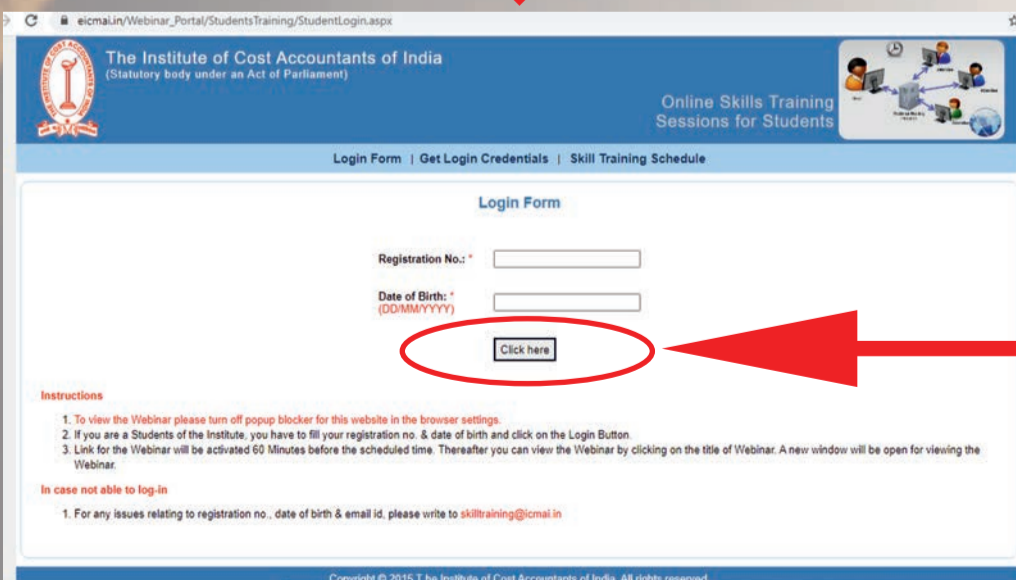 eicmai.in/Webinar_Portal/StudentsTraining/StudentLogin.aspx
The Institute of Cost Accountants of India
(Statutory body under an Act of Parliament)
Online Skills Training
Sessions for Students
Login Form | Get Login Credentials | Skill Training Schedule
Login Form
Registration No.: *
Date of Birth: *
(DD/MM/YYYY)
Click here
Instructions
1. To view the Webinar please turn off popup blocker for this website in the browser settings.
2. If you are a Students of the Institute, you have to fill your registration no. & date of birth and click on the Login Button.
3. Link for the Webinar will be activated 60 Minutes before the scheduled time. Thereafter you can view the Webinar by clicking on the title of Webinar. A new window will be open for viewing the
Webinar.
In case not able to log-in
1. For any issues relating to registration no., date of birth & email id, please write to skilltraining@icmai.in
Copyright © 2015 The Institute of Cost Accountants of India. All rights reserved